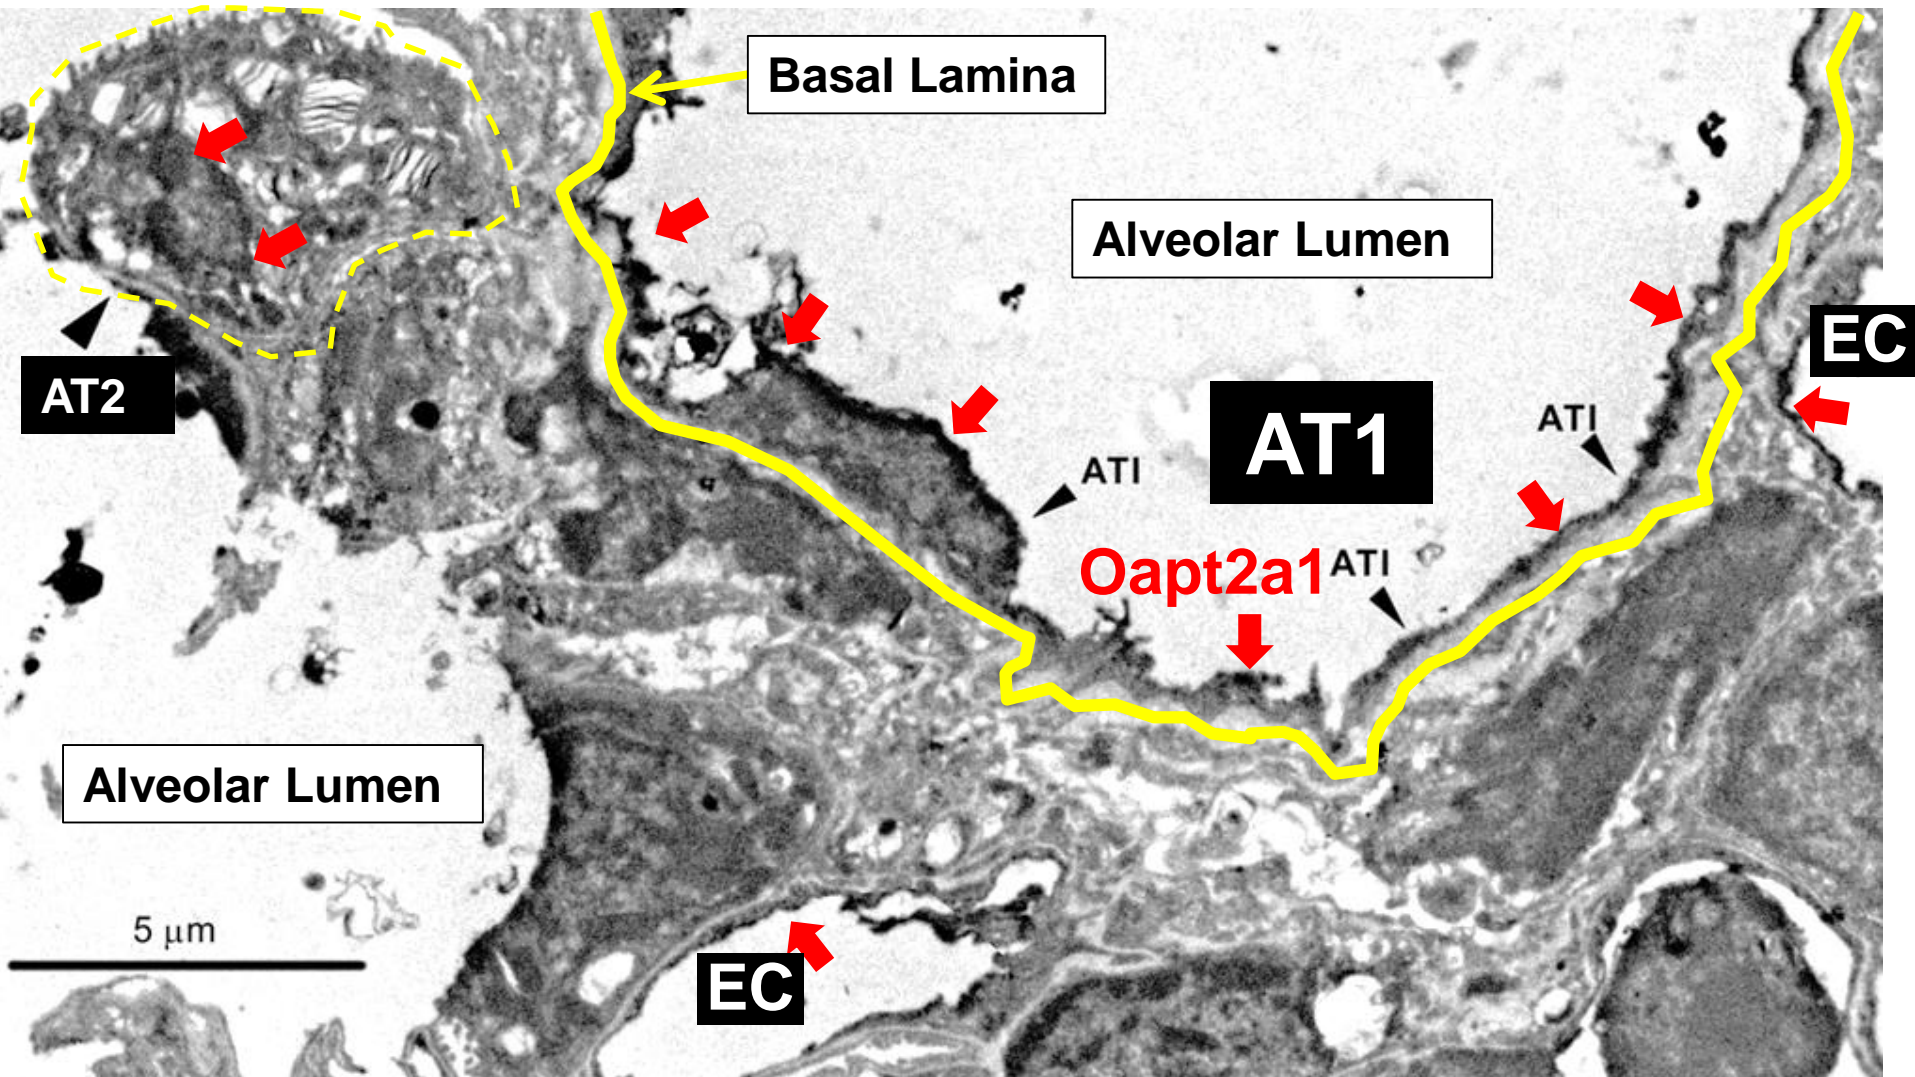 Basal Lamina
Alveolar Lumen
EC
AT2
AT1
ATI
ATI
Oapt2a1
ATI
Alveolar Lumen
5 μm
EC